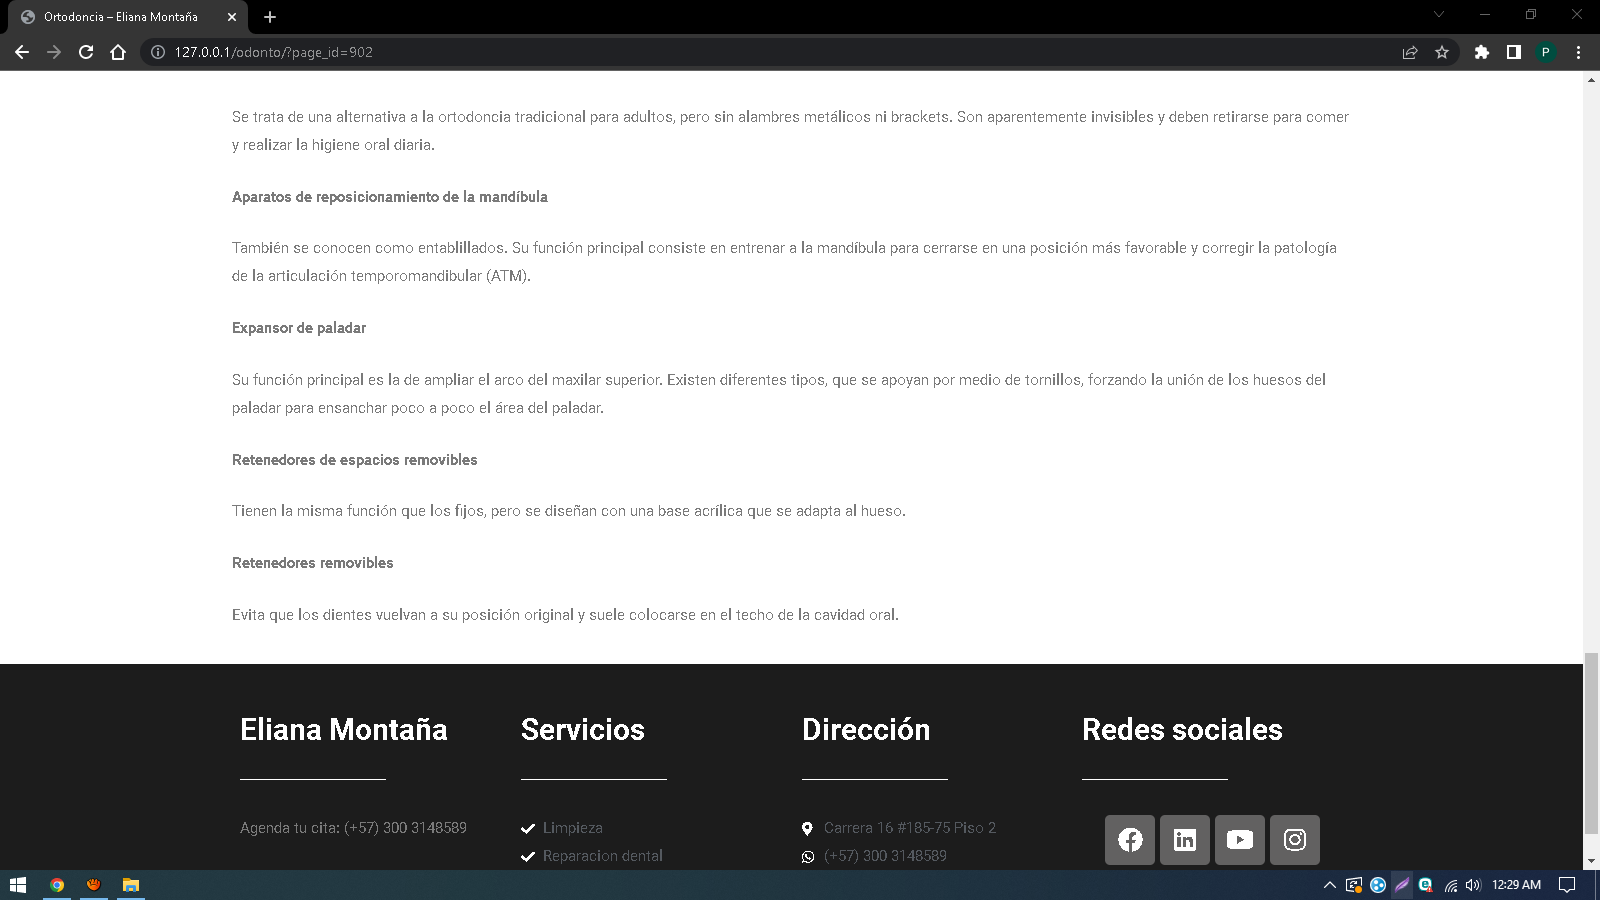 Ortodoncia – Eliana Montaña
127.0.0.1/odonto/?page_id=902
P
Se trata de una alternativa a la ortodoncia tradicional para adultos, pero sin alambres metálicos ni brackets. Son aparentemente invisibles y deben retirarse para comer
y realizar la higiene oral diaria.
Aparatos de reposicionamiento de la mandíbula
También se conocen como entablillados. Su función principal consiste en entrenar a la mandíbula para cerrarse en una posición más favorable y corregir la patología
de la articulación temporomandibular (ATM).
Expansor de paladar
Su función principal es la de ampliar el arco del maxilar superior. Existen diferentes tipos, que se apoyan por medio de tornillos, forzando la unión de los huesos del
paladar para ensanchar poco a poco el área del paladar.
Retenedores de espacios removibles
Tienen la misma función que los fijos, pero se diseñan con una base acrílica que se adapta al hueso.
Retenedores removibles
Evita que los dientes vuelvan a su posición original y suele colocarse en el techo de la cavidad oral.
Eliana Montaña
Servicios
Dirección
Redes sociales
Agenda tu cita: (+57) 300 3148589
Limpieza
Carrera 16 #185-75 Piso 2
Reparacion dental
(+57) 300 3148589
12:29 AM